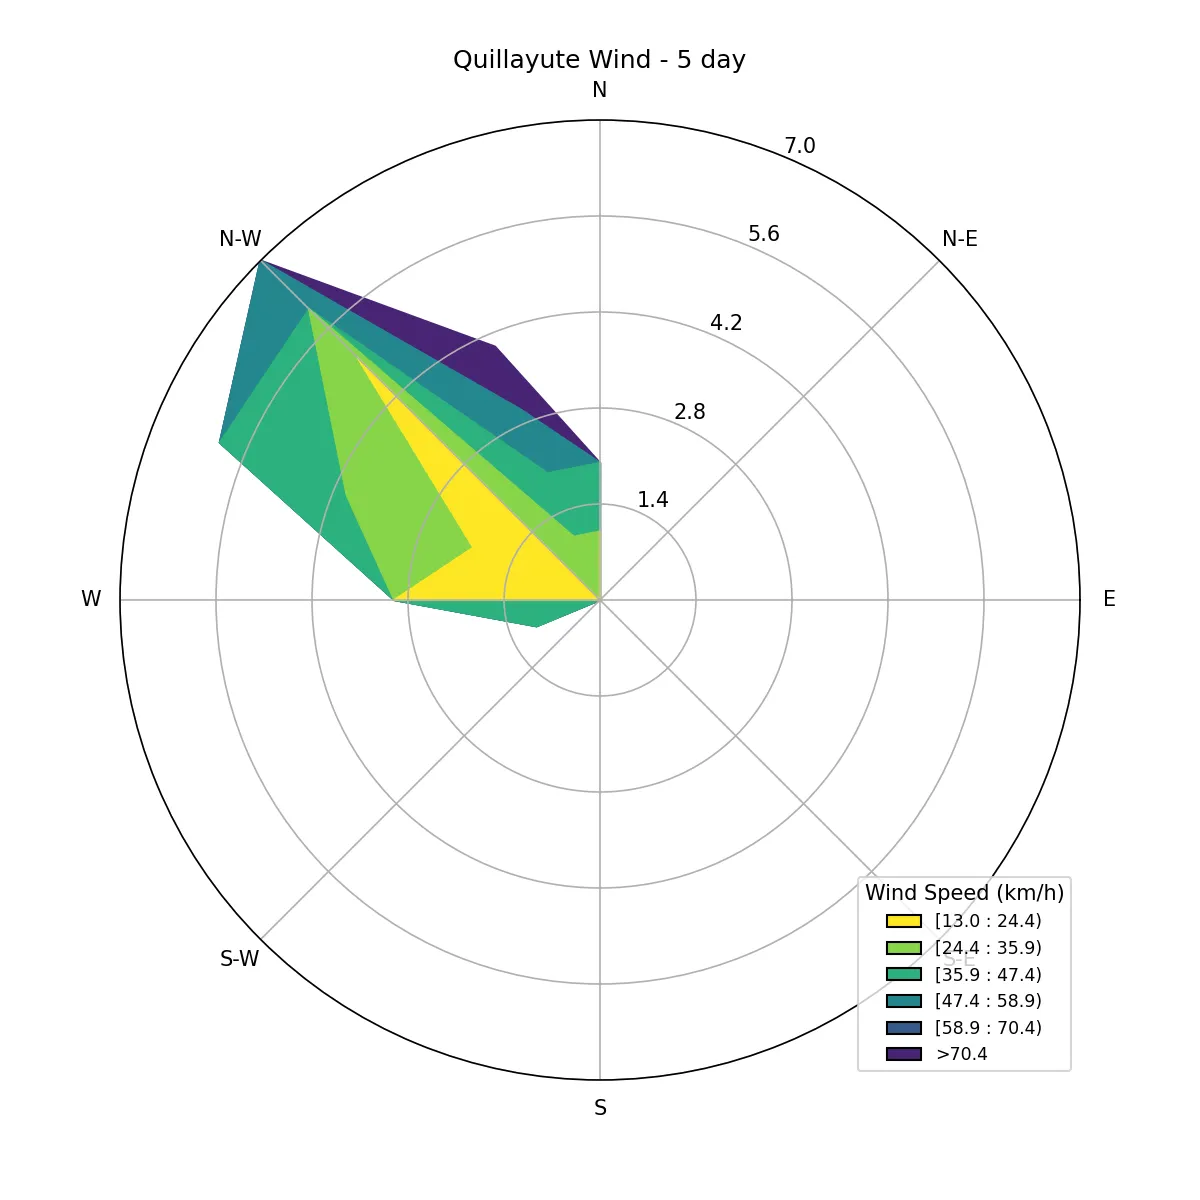 Quillayute Wind - 5 day
N
7.0
N-W
5.6
N-E
4.2
2.8
1.4
W
E
S-W
S-E
S
Wind Speed (km/h)
[13.0 : 24.4)
[24.4 : 35.9)
[35.9 : 47.4)
[47.4 : 58.9)
[58.9 : 70.4)
>70.4